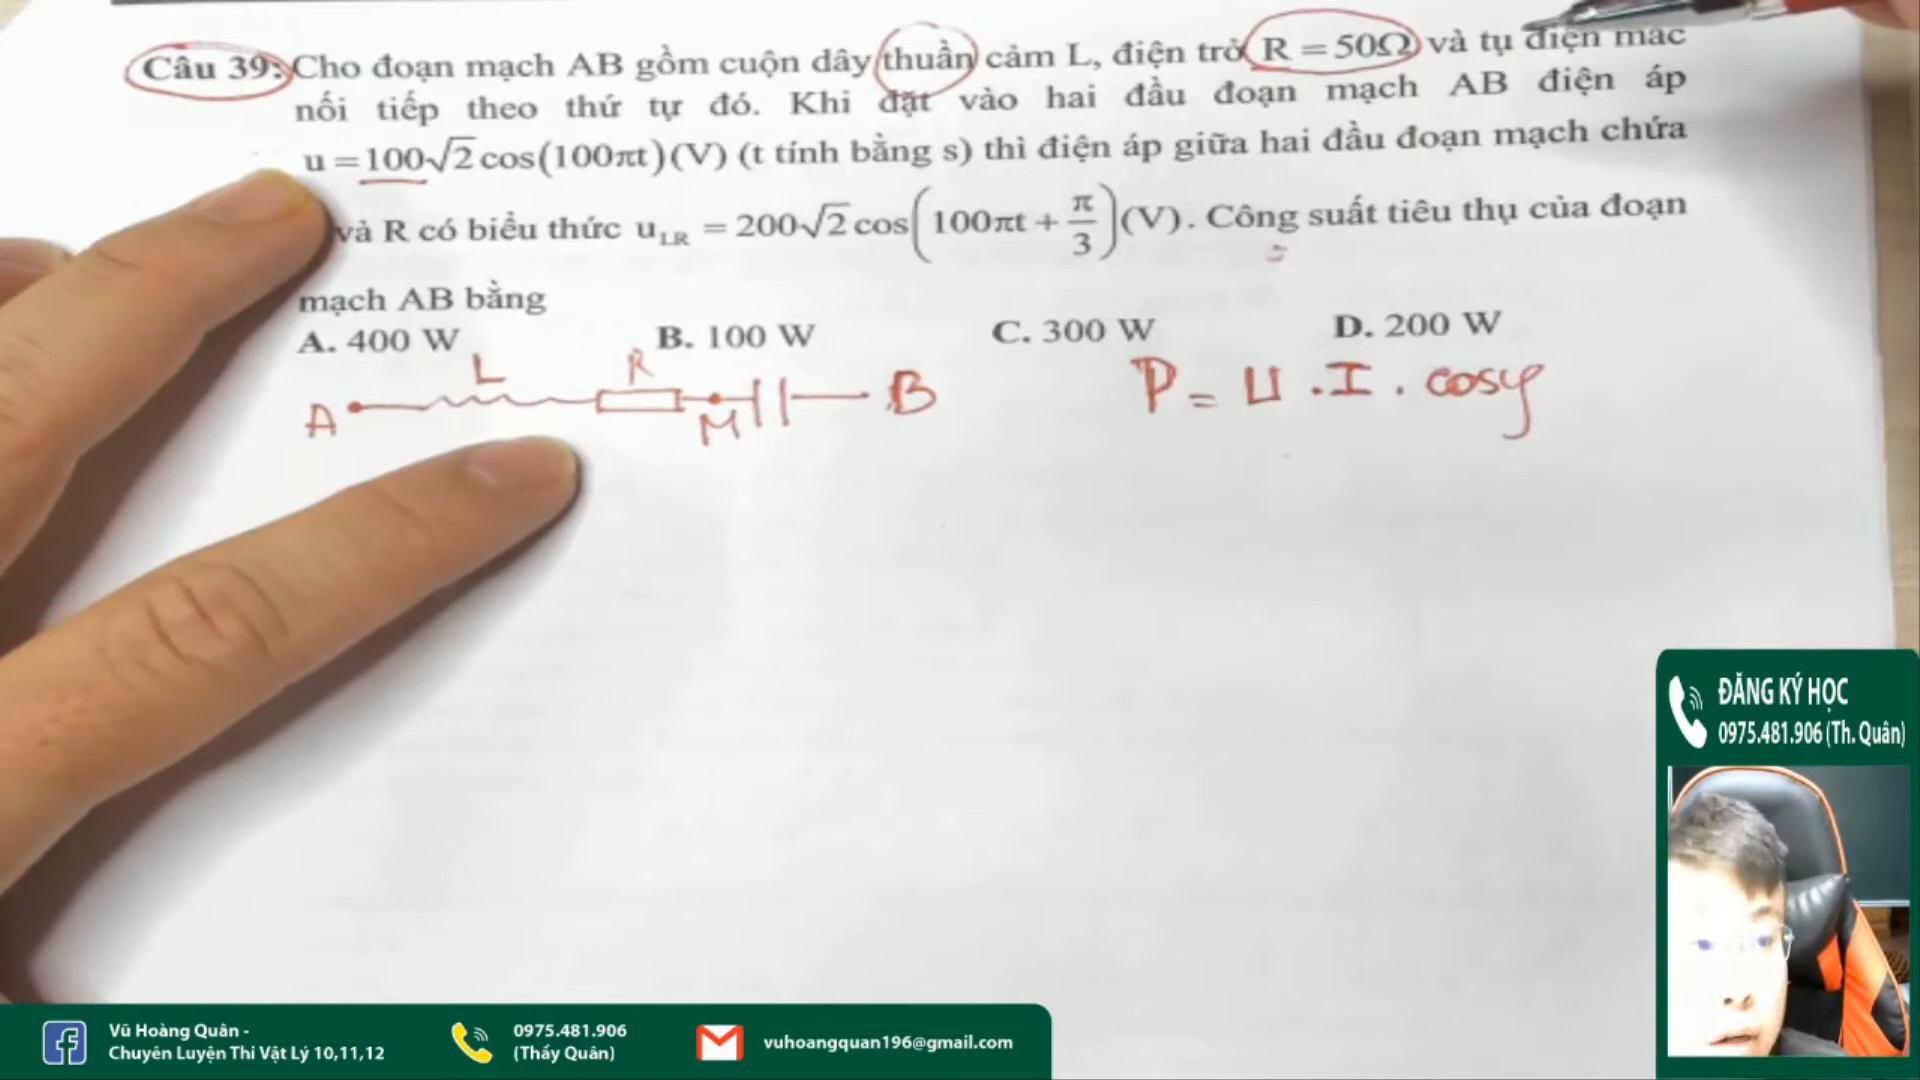 Câu 39: Cho đoạn mạch AB gồm cuộn dây thuần cảm L, điện trở R = 50Ω và tụ điện mắc
nối tiếp theo thứ tự đó. Khi đặt vào hai đầu đoạn mạch AB điện áp
u = 100√2 cos(100πt)(V) (t tính bằng s) thì điện áp giữa hai đầu đoạn mạch chứa
và R có biểu thức u_LR = 200√2 cos(100πt + π/3)(V). Công suất tiêu thụ của đoạn
mạch AB bằng
A. 400 W B. 100 W C. 300 W D. 200 W
L R
A M B
P = U . I . cosφ
ĐĂNG KÝ HỌC
0975.481.906 (Th. Quân)
Vũ Hoàng Quân -
Chuyên Luyện Thi Vật Lý 10,11,12
0975.481.906
(Thầy Quân)
vuhoangquan196@gmail.com